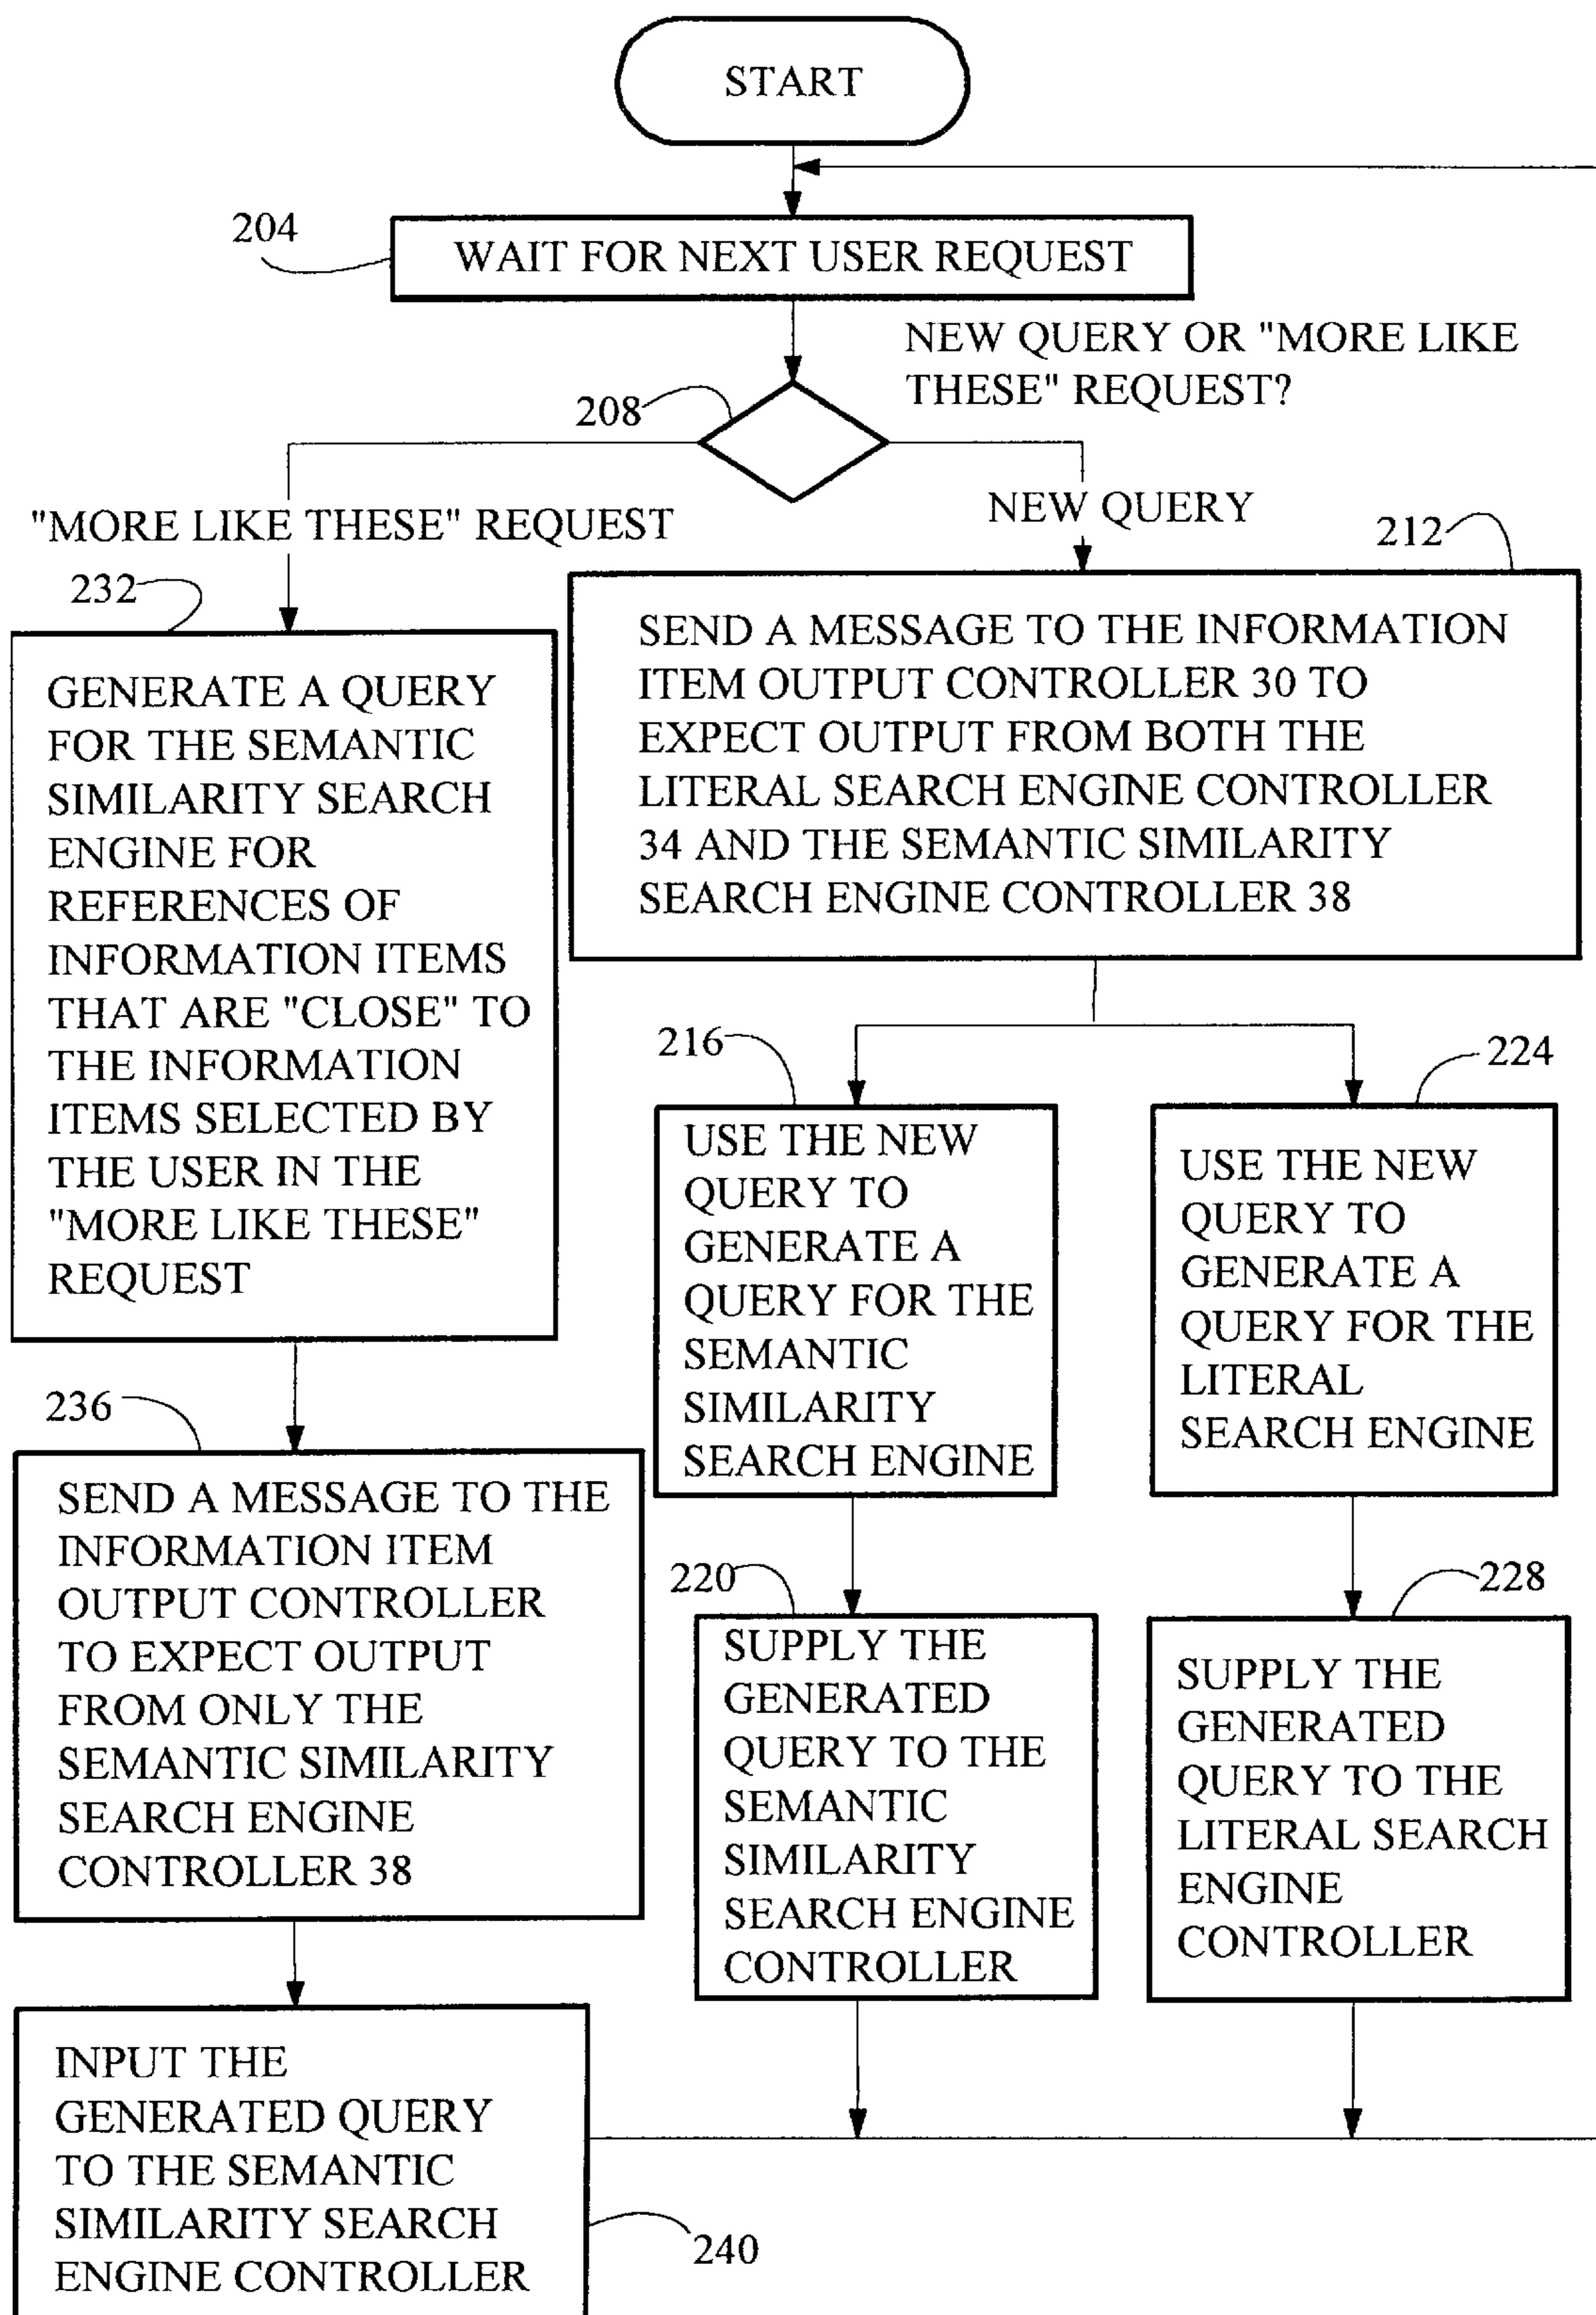 START
204
WAIT FOR NEXT USER REQUEST
NEW QUERY OR "MORE LIKE
THESE" REQUEST?
208
"MORE LIKE THESE" REQUEST
NEW QUERY
212
232
SEND A MESSAGE TO THE INFORMATION
ITEM OUTPUT CONTROLLER 30 TO
EXPECT OUTPUT FROM BOTH THE
LITERAL SEARCH ENGINE CONTROLLER
34 AND THE SEMANTIC SIMILARITY
SEARCH ENGINE CONTROLLER 38
GENERATE A QUERY
FOR THE SEMANTIC
SIMILARITY SEARCH
ENGINE FOR
REFERENCES OF
INFORMATION ITEMS
THAT ARE "CLOSE" TO
THE INFORMATION
ITEMS SELECTED BY
THE USER IN THE
"MORE LIKE THESE"
REQUEST
216
224
USE THE NEW
QUERY TO
GENERATE A
QUERY FOR THE
SEMANTIC
SIMILARITY
SEARCH ENGINE
USE THE NEW
QUERY TO
GENERATE A
QUERY FOR THE
LITERAL
SEARCH ENGINE
236
SEND A MESSAGE TO THE
INFORMATION ITEM
OUTPUT CONTROLLER
TO EXPECT OUTPUT
FROM ONLY THE
SEMANTIC SIMILARITY
SEARCH ENGINE
CONTROLLER 38
220
228
SUPPLY THE
GENERATED
QUERY TO THE
SEMANTIC
SIMILARITY
SEARCH ENGINE
CONTROLLER
SUPPLY THE
GENERATED
QUERY TO THE
LITERAL SEARCH
ENGINE
CONTROLLER
INPUT THE
GENERATED QUERY
TO THE SEMANTIC
SIMILARITY SEARCH
ENGINE CONTROLLER
240